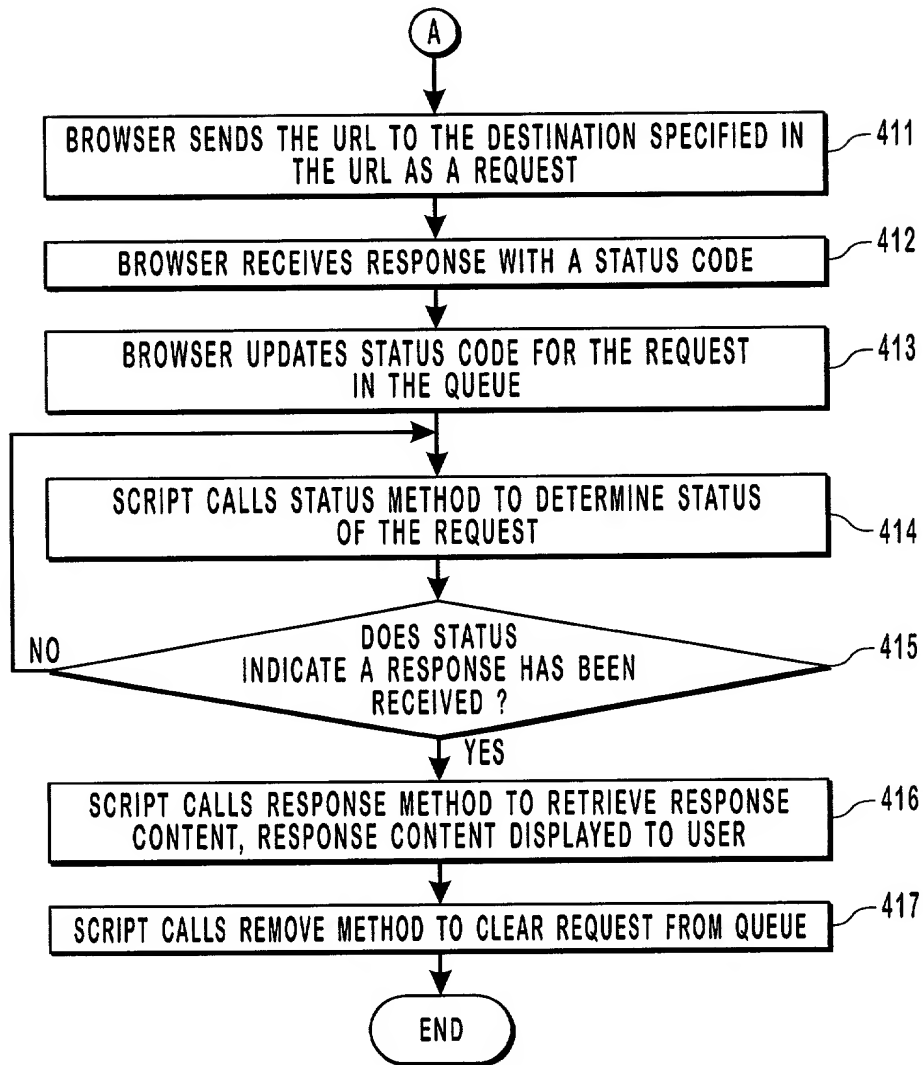 A
BROWSER SENDS THE URL TO THE DESTINATION SPECIFIED IN
THE URL AS A REQUEST
411
BROWSER RECEIVES RESPONSE WITH A STATUS CODE
412
BROWSER UPDATES STATUS CODE FOR THE REQUEST
IN THE QUEUE
413
SCRIPT CALLS STATUS METHOD TO DETERMINE STATUS
OF THE REQUEST
414
DOES STATUS
INDICATE A RESPONSE HAS BEEN
RECEIVED ?
415
NO
YES
SCRIPT CALLS RESPONSE METHOD TO RETRIEVE RESPONSE
CONTENT, RESPONSE CONTENT DISPLAYED TO USER
416
SCRIPT CALLS REMOVE METHOD TO CLEAR REQUEST FROM QUEUE
417
END